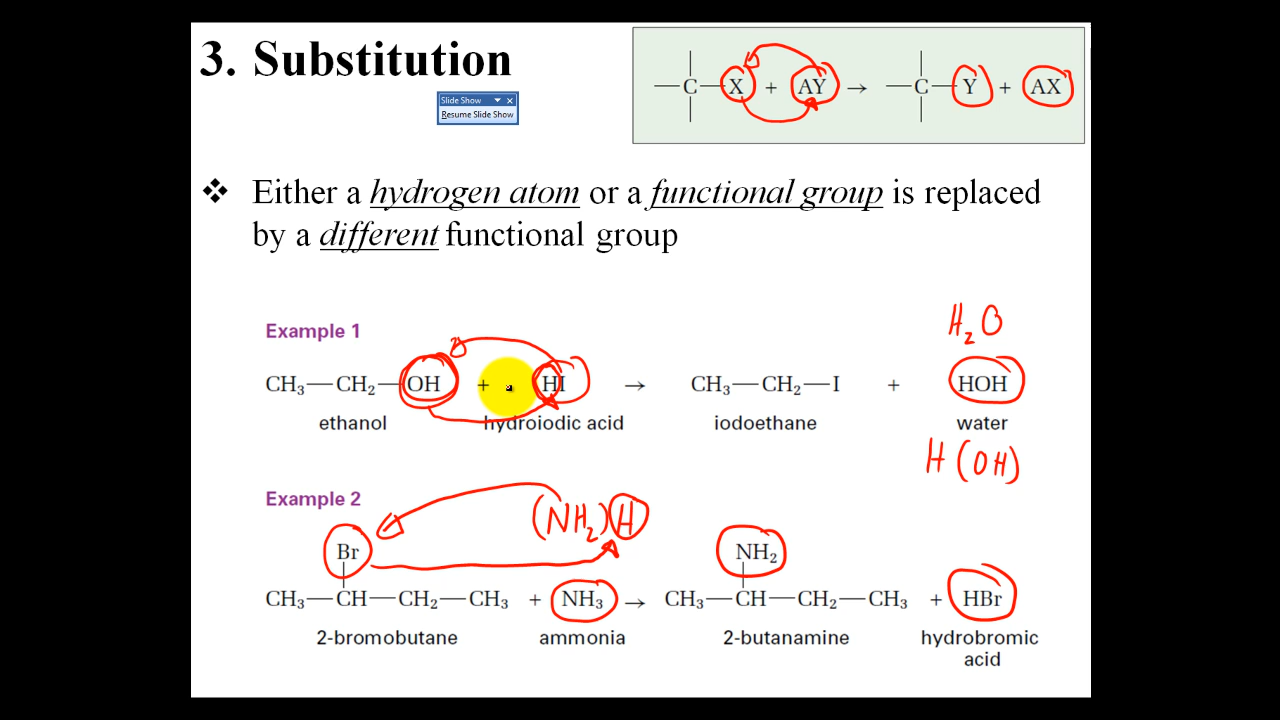 3. Substitution
Slide Show
Resume Slide Show
—C—X + AY → —C—Y + AX
❖ Either a hydrogen atom or a functional group is replaced
by a different functional group
H₂O
Example 1
CH₃—CH₂—OH + HI → CH₃—CH₂—I + HOH
ethanol hydroiodic acid iodoethane water
H(OH)
Example 2
(NH₂)H
Br NH₂
CH₃—CH—CH₂—CH₃ + NH₃ → CH₃—CH—CH₂—CH₃ + HBr
2-bromobutane ammonia 2-butanamine hydrobromic
acid